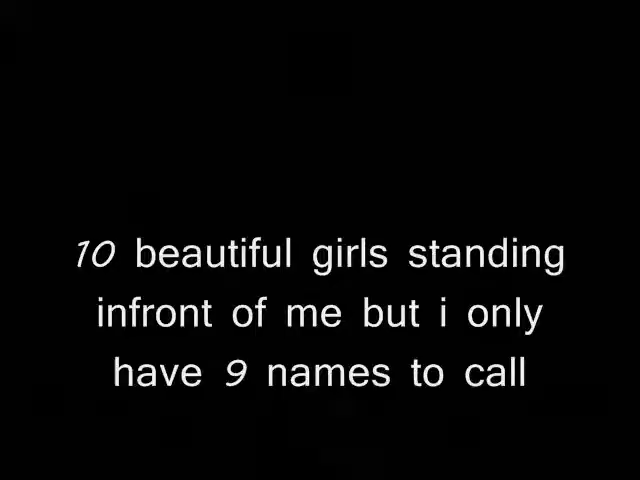 10 beautiful girls standing
infront of me but i only
have 9 names to call